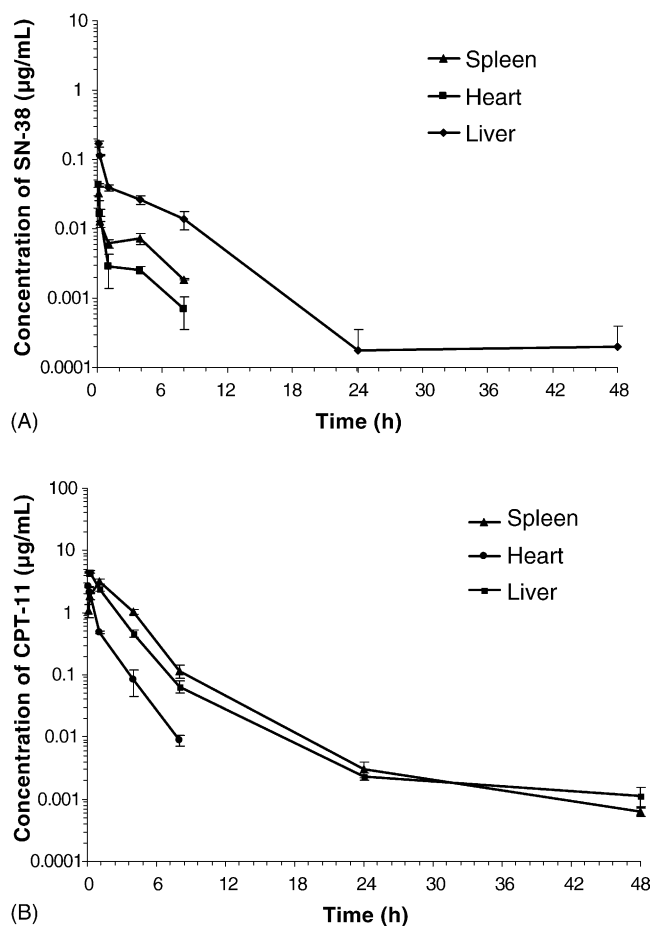 Concentration of SN-38 (µg/mL)
10
1
0.1
0.01
0.001
0.0001
Spleen
Heart
Liver
0 6 12 18 24 30 36 42 48
Time (h)
(A)
Concentration of CPT-11 (µg/mL)
100
10
1
0.1
0.01
0.001
0.0001
Spleen
Heart
Liver
0 6 12 18 24 30 36 42 48
Time (h)
(B)